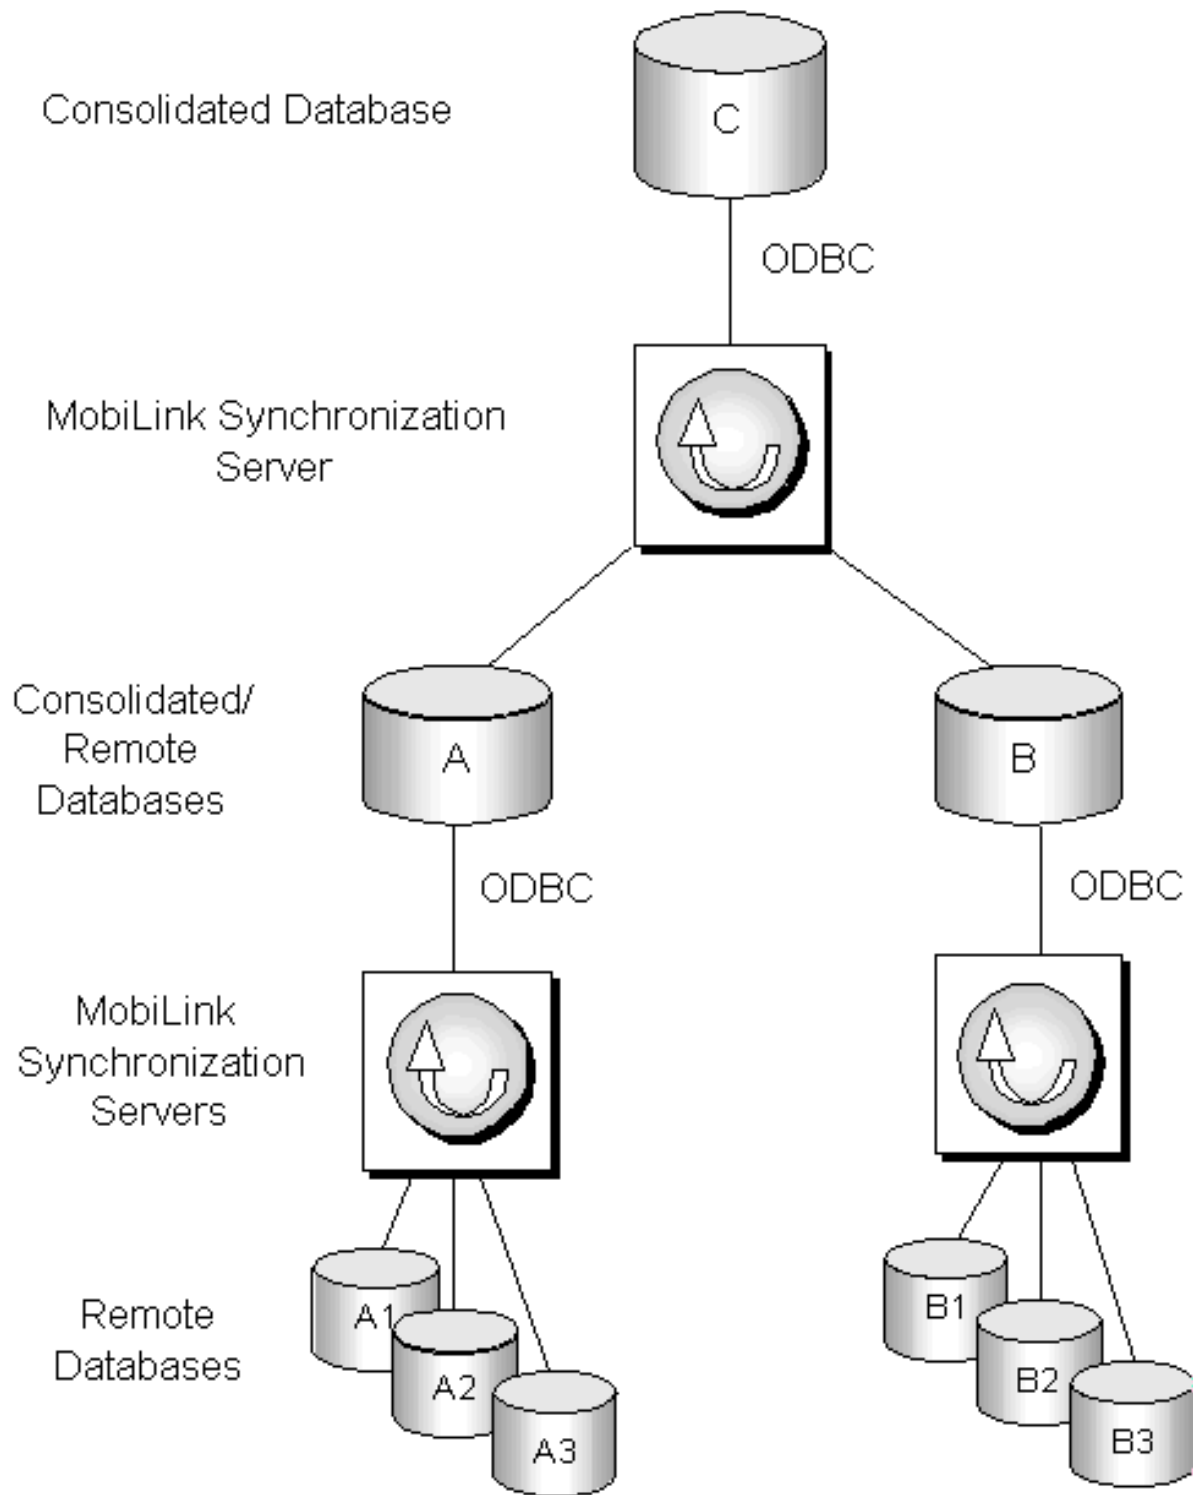 Consolidated Database
C
ODBC
MobiLink Synchronization
Server
Consolidated/
Remote
Databases
A
B
ODBC
ODBC
MobiLink
Synchronization
Servers
Remote
Databases
A1
A2
A3
B1
B2
B3